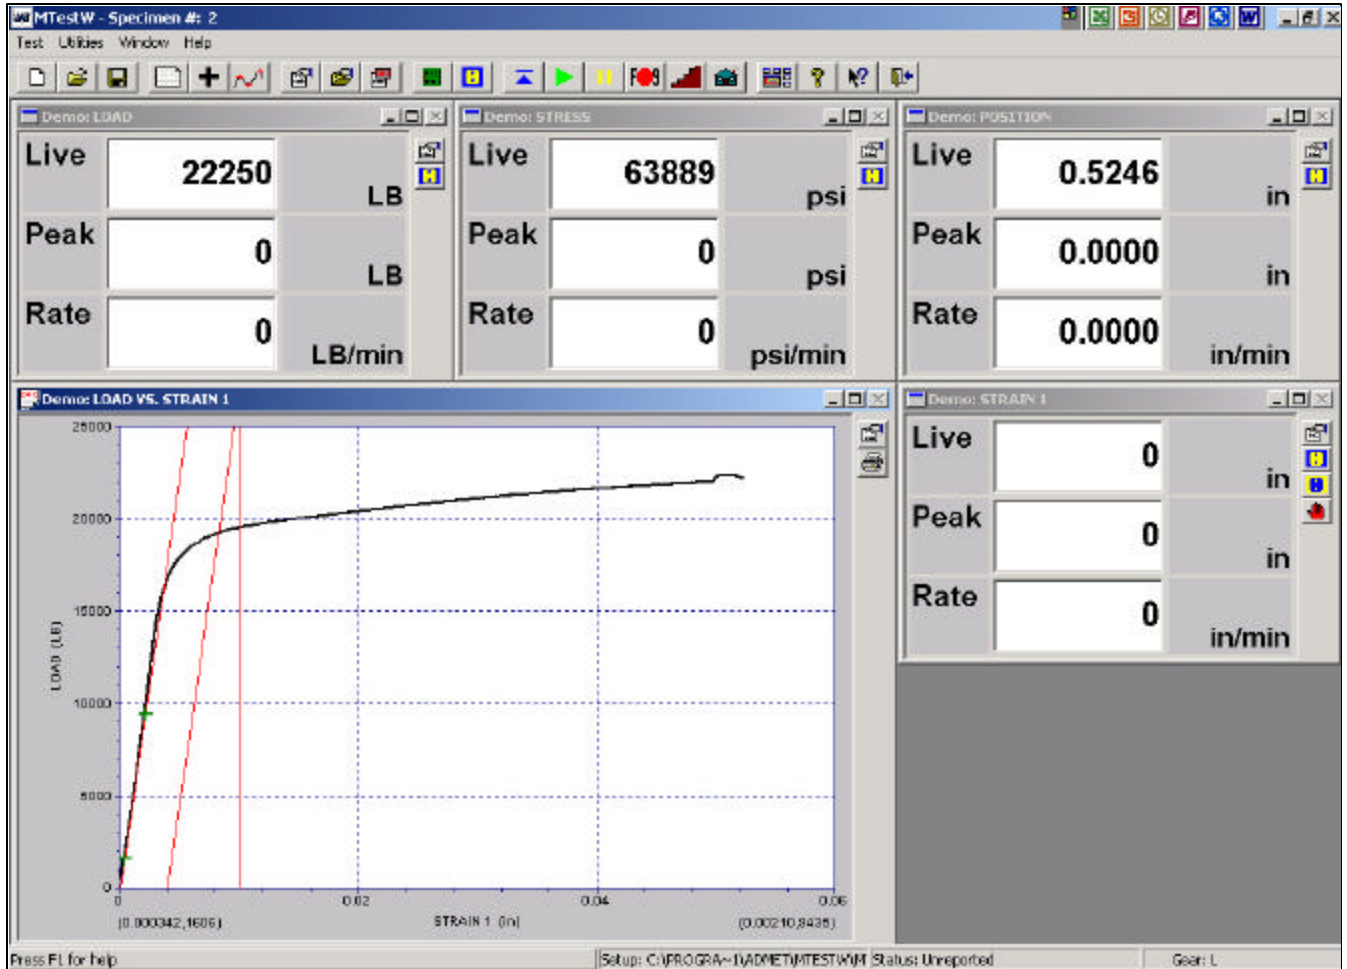 MTestW - Specimen #: 2
Test Utilities Window Help
Demo: LOAD
Live 22250 LB
Peak 0 LB
Rate 0 LB/min
Demo: STRESS
Live 63889 psi
Peak 0 psi
Rate 0 psi/min
Demo: POSITION
Live 0.5246 in
Peak 0.0000 in
Rate 0.0000 in/min
Demo: LOAD VS. STRAIN 1
25000
20000
15000
10000
5000
0
LOAD (LB)
0 0.02 0.04 0.06
(0.000342,1606) STRAIN 1 (in) (0.00210,9435)
Demo: STRAIN 1
Live 0 in
Peak 0 in
Rate 0 in/min
Press F1 for help
Setup: C:\PROGRA~1\ADMET\MTESTW\M
Status: Unreported
Gear: L